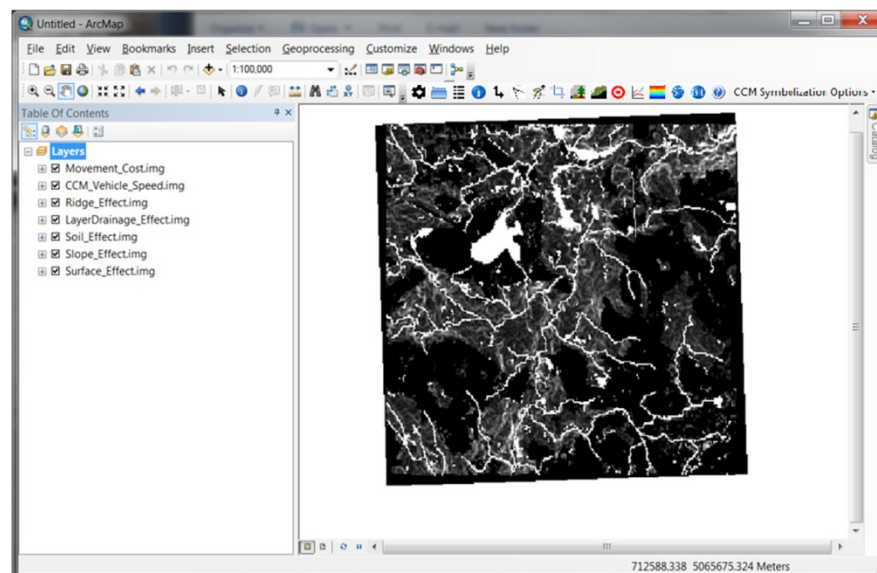 Untitled - ArcMap
File Edit View Bookmarks Insert Selection Geoprocessing Customize Windows Help
1:100,000
CCM Symbolization Options
Table Of Contents
Layers
Movement_Cost.img
CCM_Vehicle_Speed.img
Ridge_Effect.img
LayerDrainage_Effect.img
Soil_Effect.img
Slope_Effect.img
Surface_Effect.img
Catalog
712588.338 5065675.324 Meters